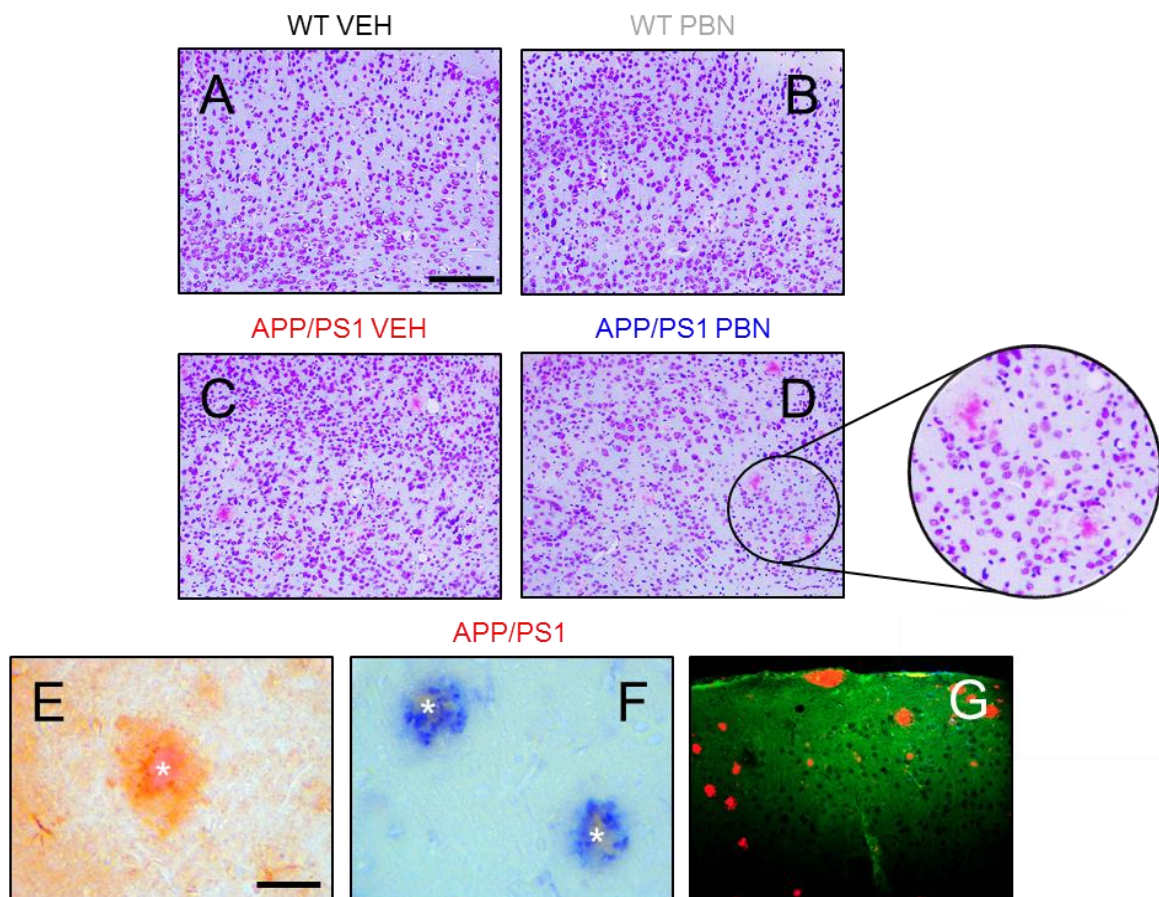 WT VEH
WT PBN
A
B
APP/PS1 VEH
APP/PS1 PBN
C
D
APP/PS1
E
*
F
*
*
G